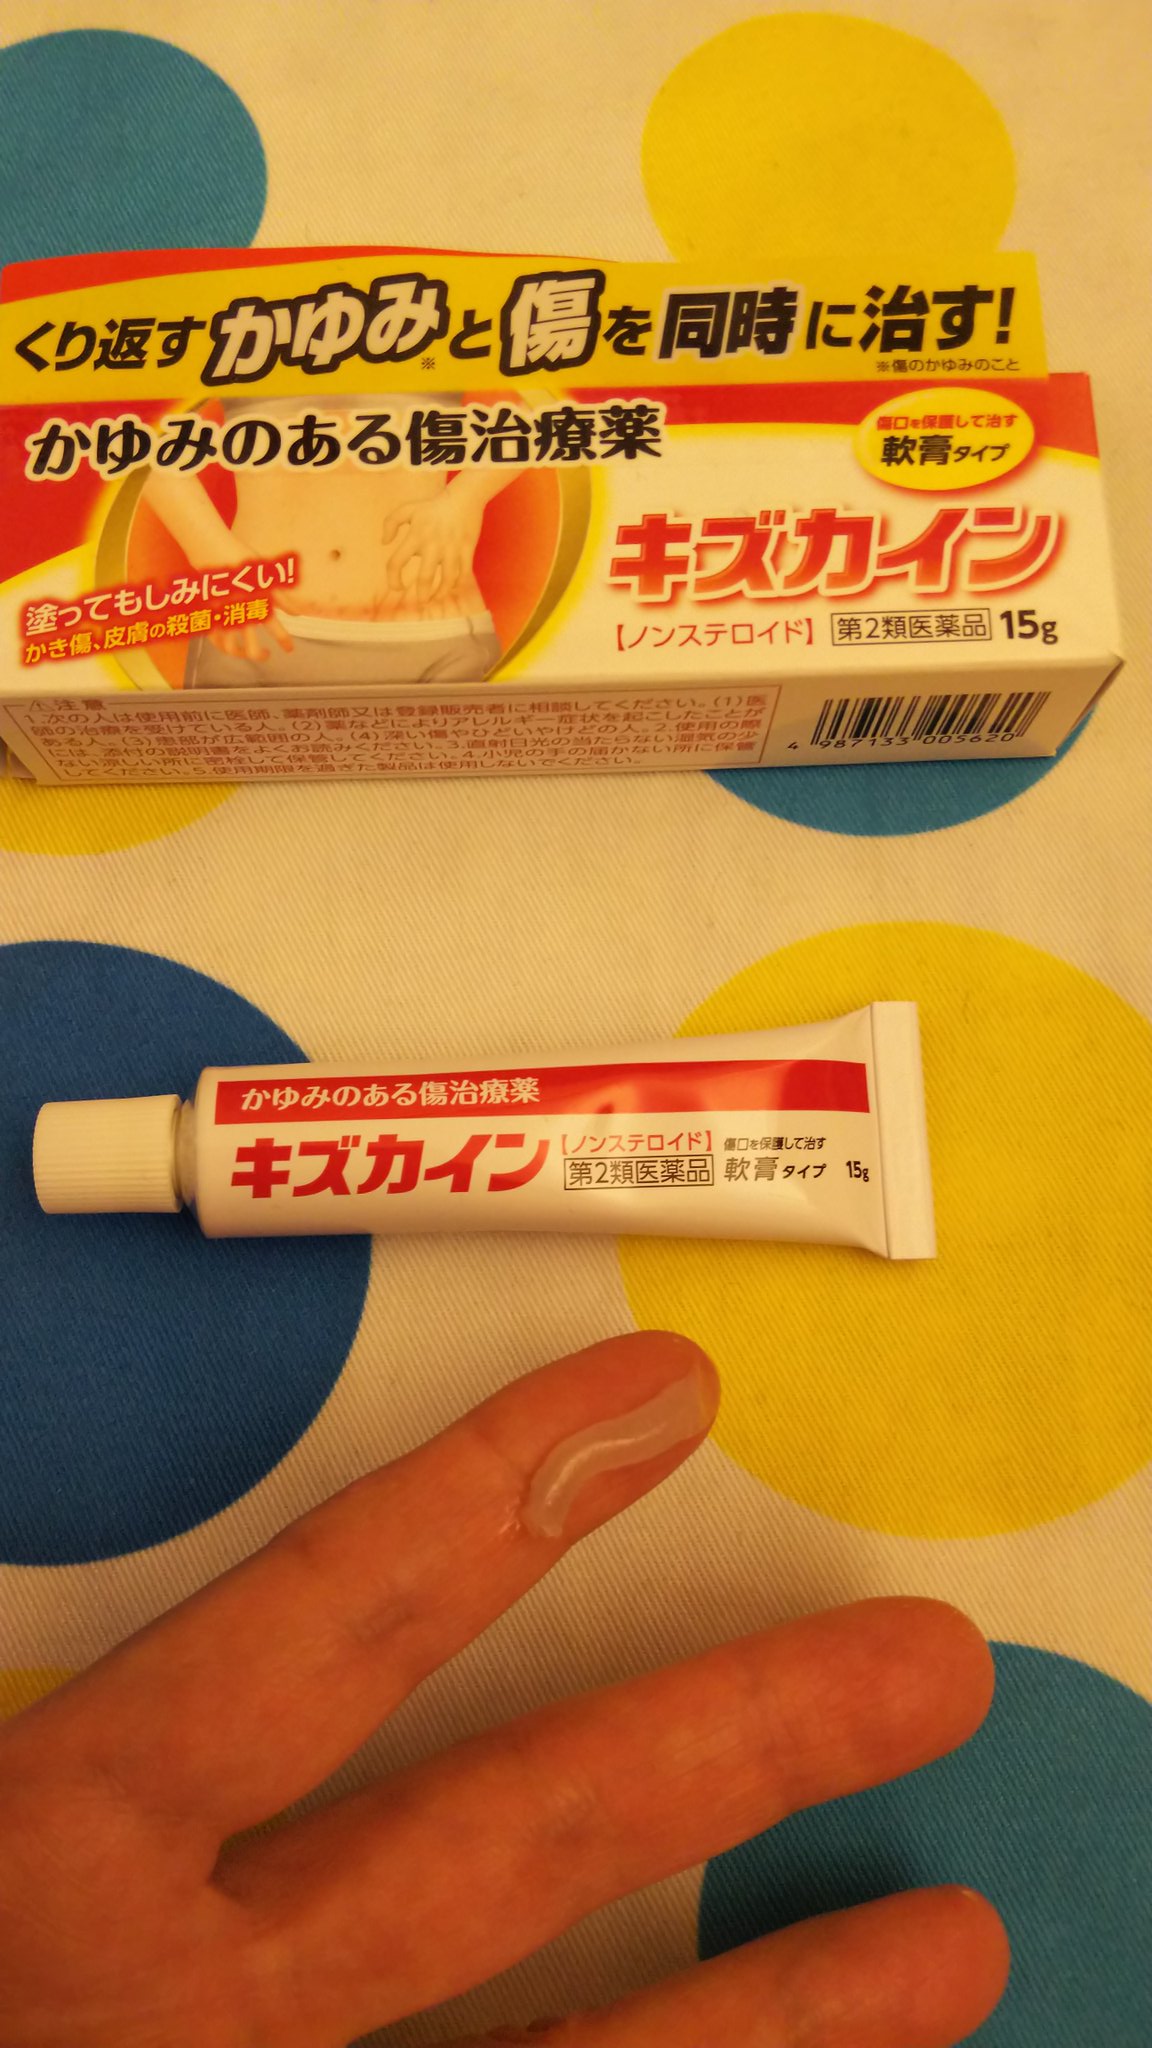 くり返すかゆみ※と傷を同時に治す!
※傷のかゆみのこと
かゆみのある傷治療薬
傷口を保護して治す
軟膏タイプ
キズカイン
塗ってもしみにくい!
かき傷、皮膚の殺菌・消毒
【ノンステロイド】 第2類医薬品 15g
⚠注意
1.次の人は使用前に医師、薬剤師又は登録販売者に相談してください。(1)医
師の治療を受けている人。(2)薬などによりアレルギー症状を起こしたことが
ある人。(3)患部が広範囲の人。(4)深い傷やひどいやけどの人。2.使用の際
には、添付の説明書をよくお読みください。3.直射日光の当たらない湿気の少
ない涼しい所に密栓して保管してください。4.小児の手の届かない所に保管
してください。5.使用期限を過ぎた製品は使用しないでください。
4 987133 005620
かゆみのある傷治療薬
キズカイン
【ノンステロイド】 傷口を保護して治す
第2類医薬品 軟膏タイプ 15g